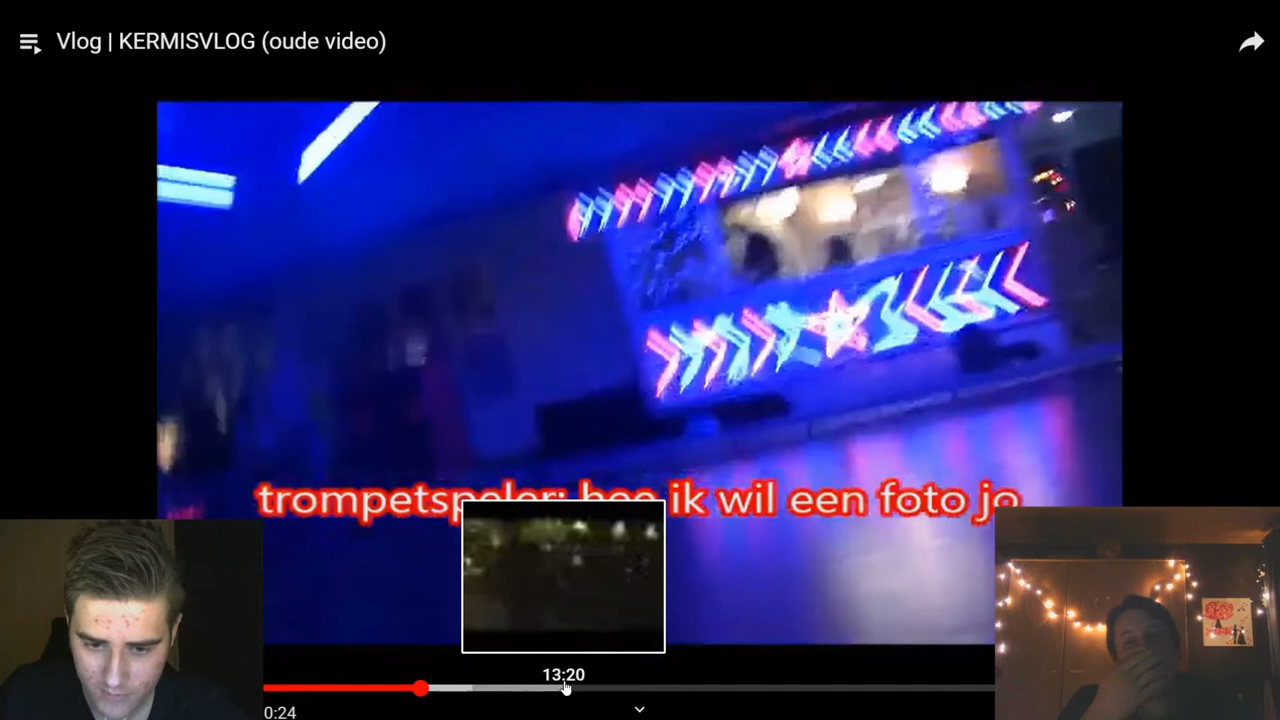 Vlog | KERMISVLOG (oude video)
trompetspeler: hee ik wil een foto jo
13:20
0:24